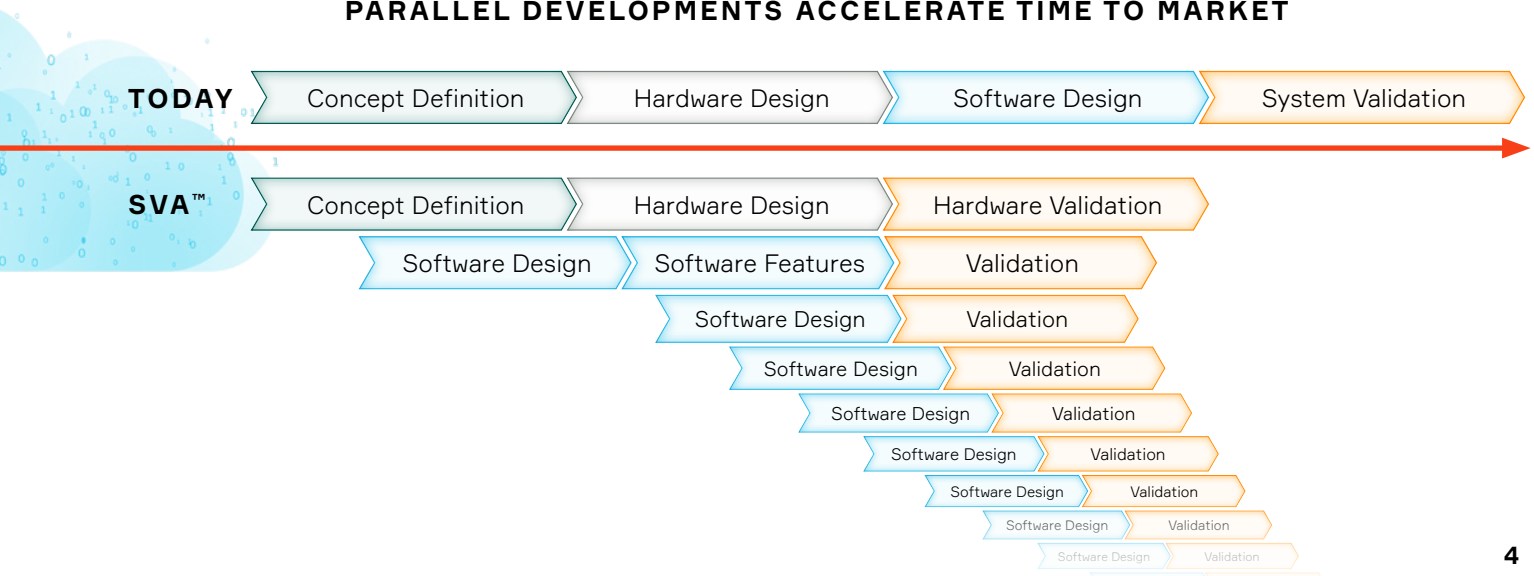 PARALLEL DEVELOPMENTS ACCELERATE TIME TO MARKET
TODAY Concept Definition Hardware Design Software Design System Validation
SVA™ Concept Definition Hardware Design Hardware Validation
Software Design Software Features Validation
Software Design Validation
Software Design Validation
Software Design Validation
Software Design Validation
Software Design Validation
Software Design Validation
Software Design Validation
4